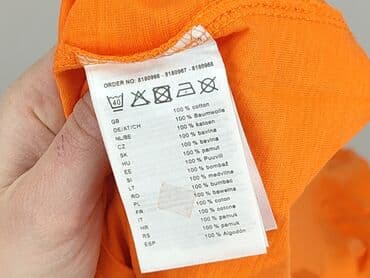 ORDER NO: 8180966 - 8180967 - 8180968
40
GB 100 % cotton
DE/AT/CH 100 % Baumwolle
NL/BE 100 % katoen
CZ 100 % bavlna
SK 100 % bavlna
HU 100 % pamut
EE 100 % Puuvill
SI 100 % bombaž
LT 100 % medvilnė
RO 100 % bumbac
PL 100 % bawełna
FR 100 % coton
IT 100 % cotone
HR 100 % pamuk
RS 100 % pamuk
ESP 100 % Algodón